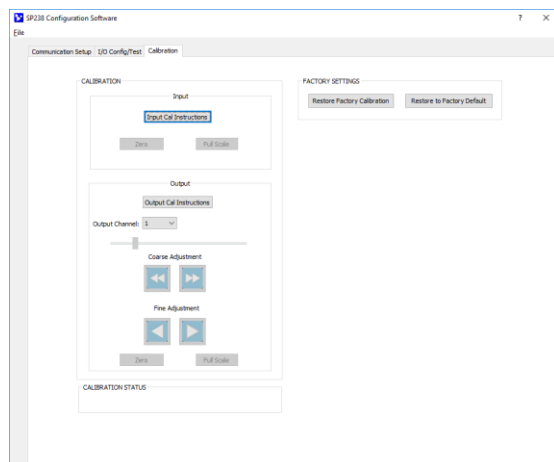 SP238 Configuration Software
? X
File
Communication Setup I/O Config/Test Calibration
CALIBRATION
Input
Input Cal Instructions
Zero Full Scale
Output
Output Cal Instructions
Output Channel: 1
Coarse Adjustment
Fine Adjustment
Zero Full Scale
CALIBRATION STATUS
FACTORY SETTINGS
Restore Factory Calibration Restore to Factory Default